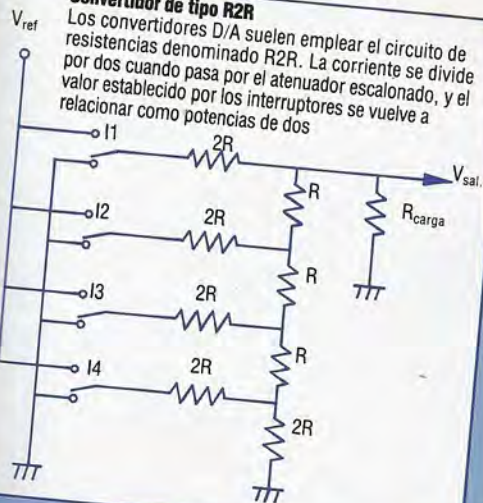 Convertidor de tipo R2R
Los convertidores D/A suelen emplear el circuito de
resistencias denominado R2R. La corriente se divide
por dos cuando pasa por el atenuador escalonado, y el
valor establecido por los interruptores se vuelve a
relacionar como potencias de dos
Vref
I1
2R
Vsal.
R
Rcarga
I2
2R
R
I3
2R
R
I4
2R
2R